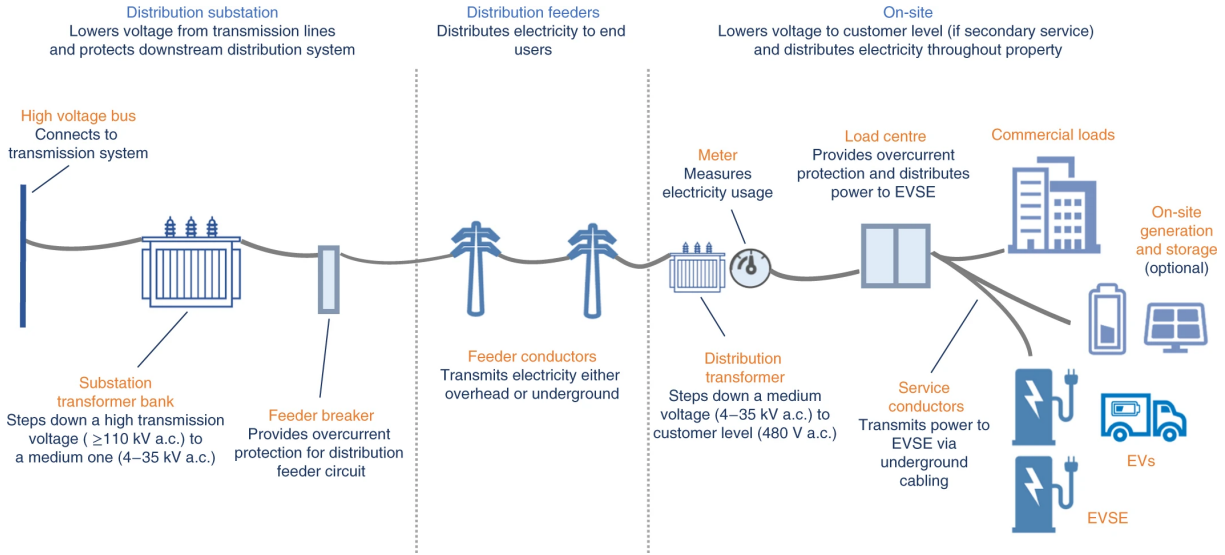 Distribution substation
Lowers voltage from transmission lines
and protects downstream distribution system
Distribution feeders
Distributes electricity to end
users
On-site
Lowers voltage to customer level (if secondary service)
and distributes electricity throughout property
High voltage bus
Connects to
transmission system
Substation
transformer bank
Steps down a high transmission
voltage ( ≥110 kV a.c.) to
a medium one (4–35 kV a.c.)
Feeder breaker
Provides overcurrent
protection for distribution
feeder circuit
Feeder conductors
Transmits electricity either
overhead or underground
Meter
Measures
electricity usage
Distribution
transformer
Steps down a medium
voltage (4–35 kV a.c.) to
customer level (480 V a.c.)
Load centre
Provides overcurrent
protection and distributes
power to EVSE
Service
conductors
Transmits power to
EVSE via
underground
cabling
Commercial loads
On-site
generation
and storage
(optional)
EVs
EVSE